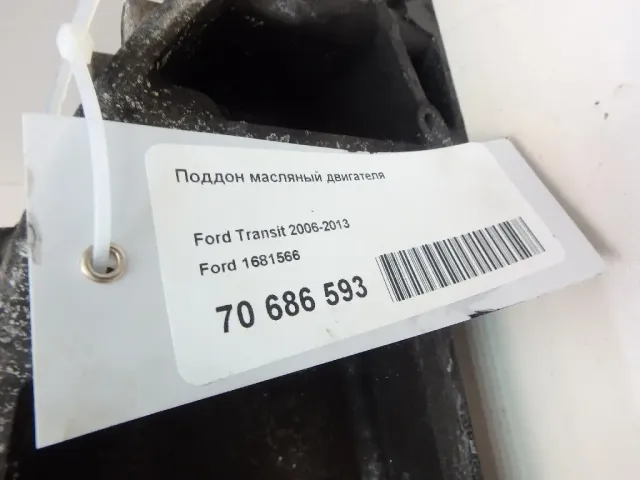 Поддон масляный двигателя
Ford Transit 2006-2013
Ford 1681566
70 686 593